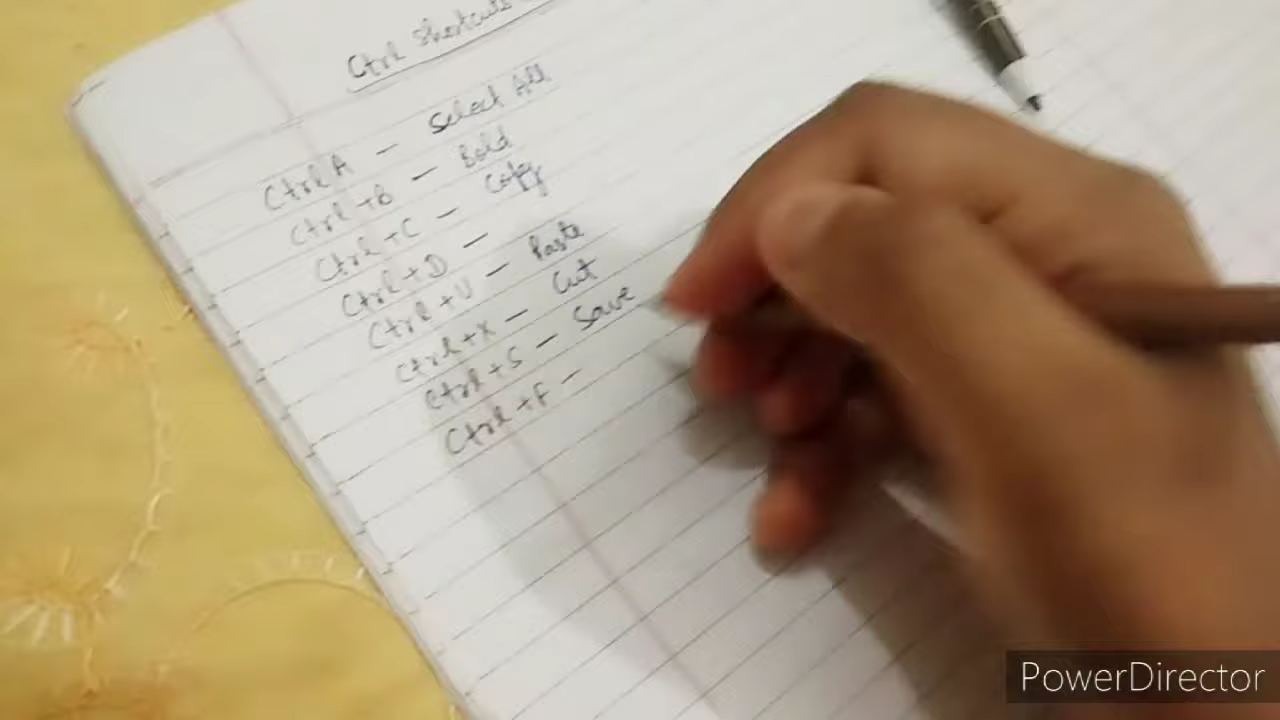 Ctrl Shortcuts
Ctrl A - Select All
Ctrl + B - Bold
Ctrl + C - Copy
Ctrl + D -
Ctrl + V - Paste
Ctrl + X - Cut
Ctrl + S - Save
Ctrl + F -
PowerDirector